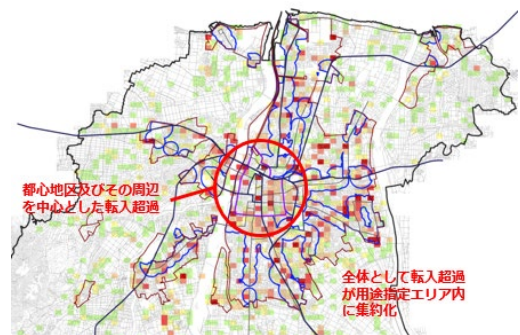 都心地区及びその周辺
を中心とした転入超過
全体として転入超過
が用途指定エリア内
に集約化